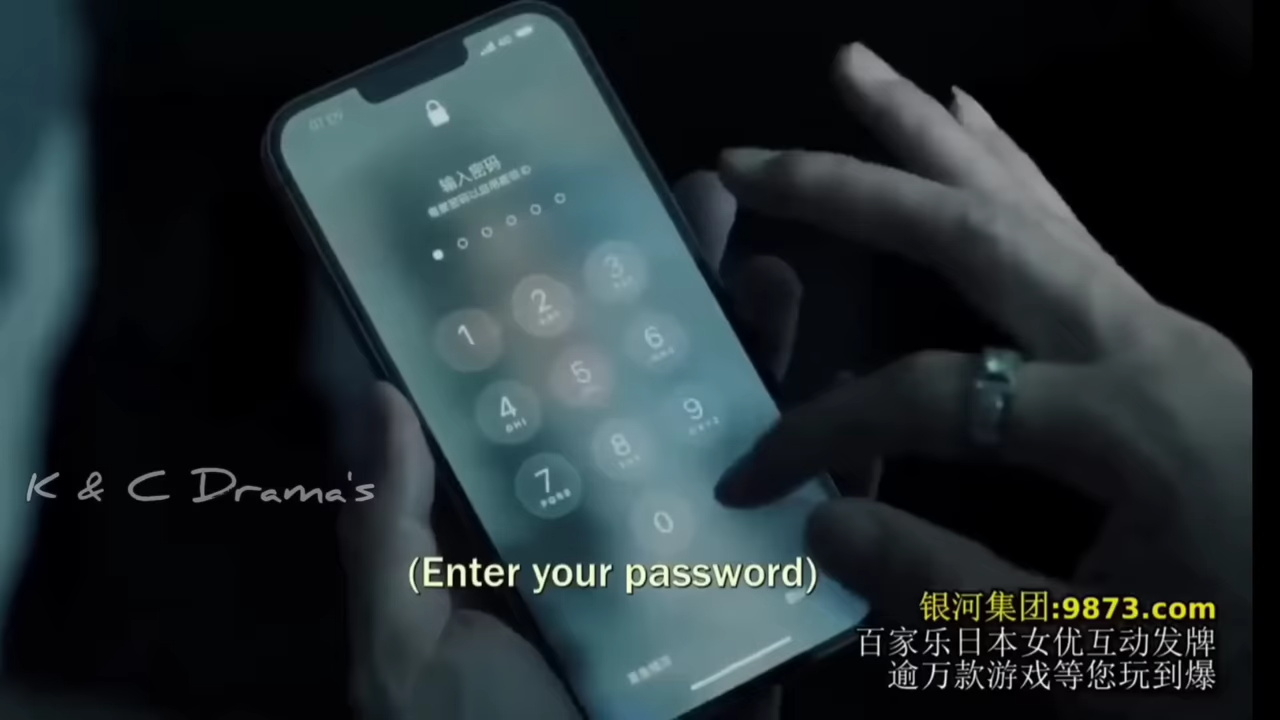 输入密码
1
2
3
4
GHI
5
6
7
PQRS
8
9
0
K & C Drama's
(Enter your password)
银河集团:9873.com
百家乐日本女优互动发牌
逾万款游戏等您玩到爆